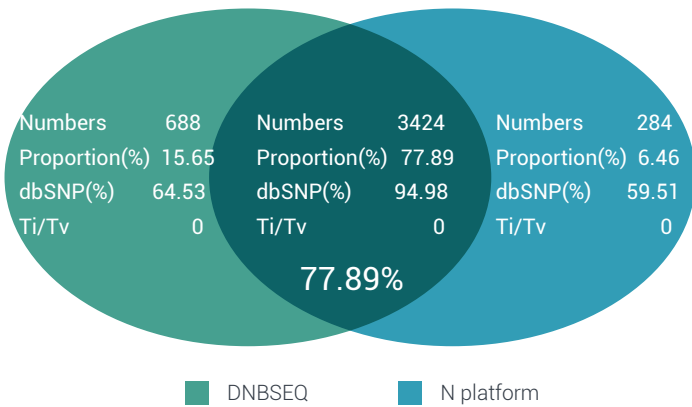 Numbers 688 Numbers 3424 Numbers 284
Proportion(%) 15.65 Proportion(%) 77.89 Proportion(%) 6.46
dbSNP(%) 64.53 dbSNP(%) 94.98 dbSNP(%) 59.51
Ti/Tv 0 Ti/Tv 0 Ti/Tv 0
77.89%
DNBSEQ N platform